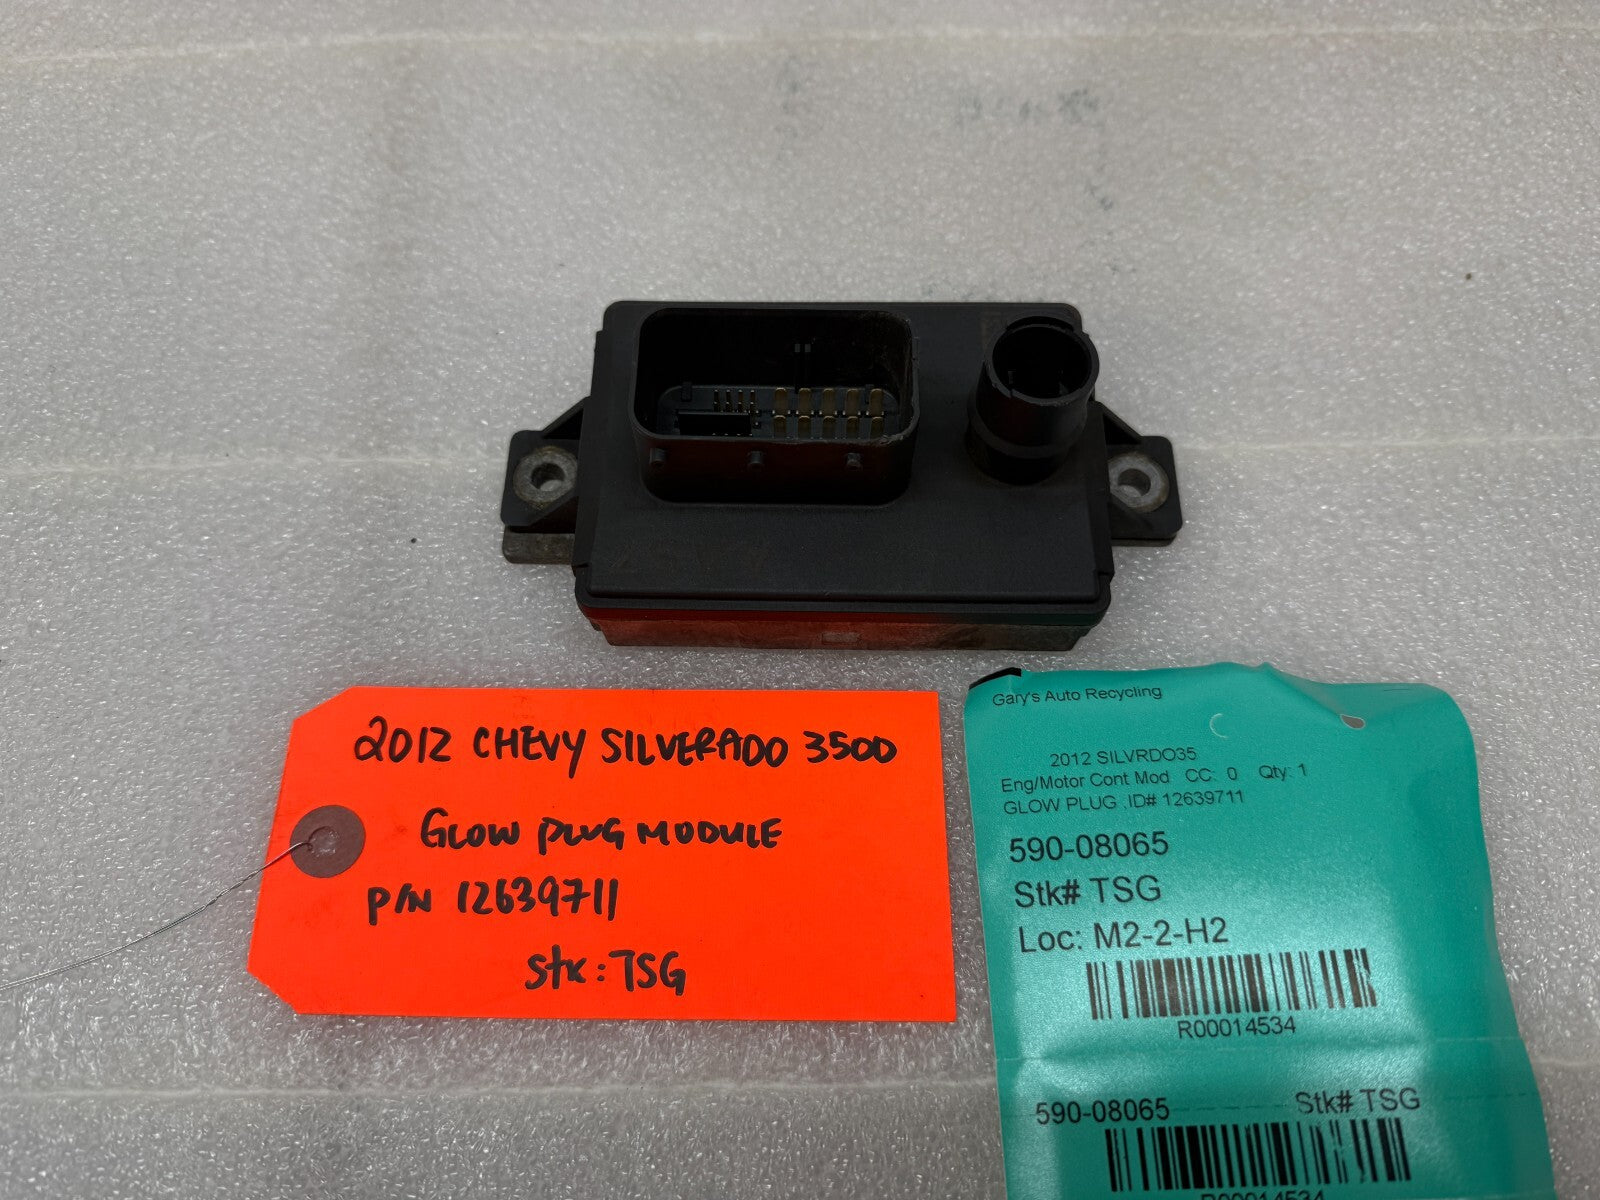 2012 CHEVY SILVERADO 3500
GLOW PLUG MODULE
P/N 12639711
Stk: TSG
Gary's Auto Recycling
2012 SILVRDO35
Eng/Motor Cont Mod CC: 0 Qty: 1
GLOW PLUG ,ID# 12639711
590-08065
Stk# TSG
Loc: M2-2-H2
R00014534
590-08065 Stk# TSG
R00014534